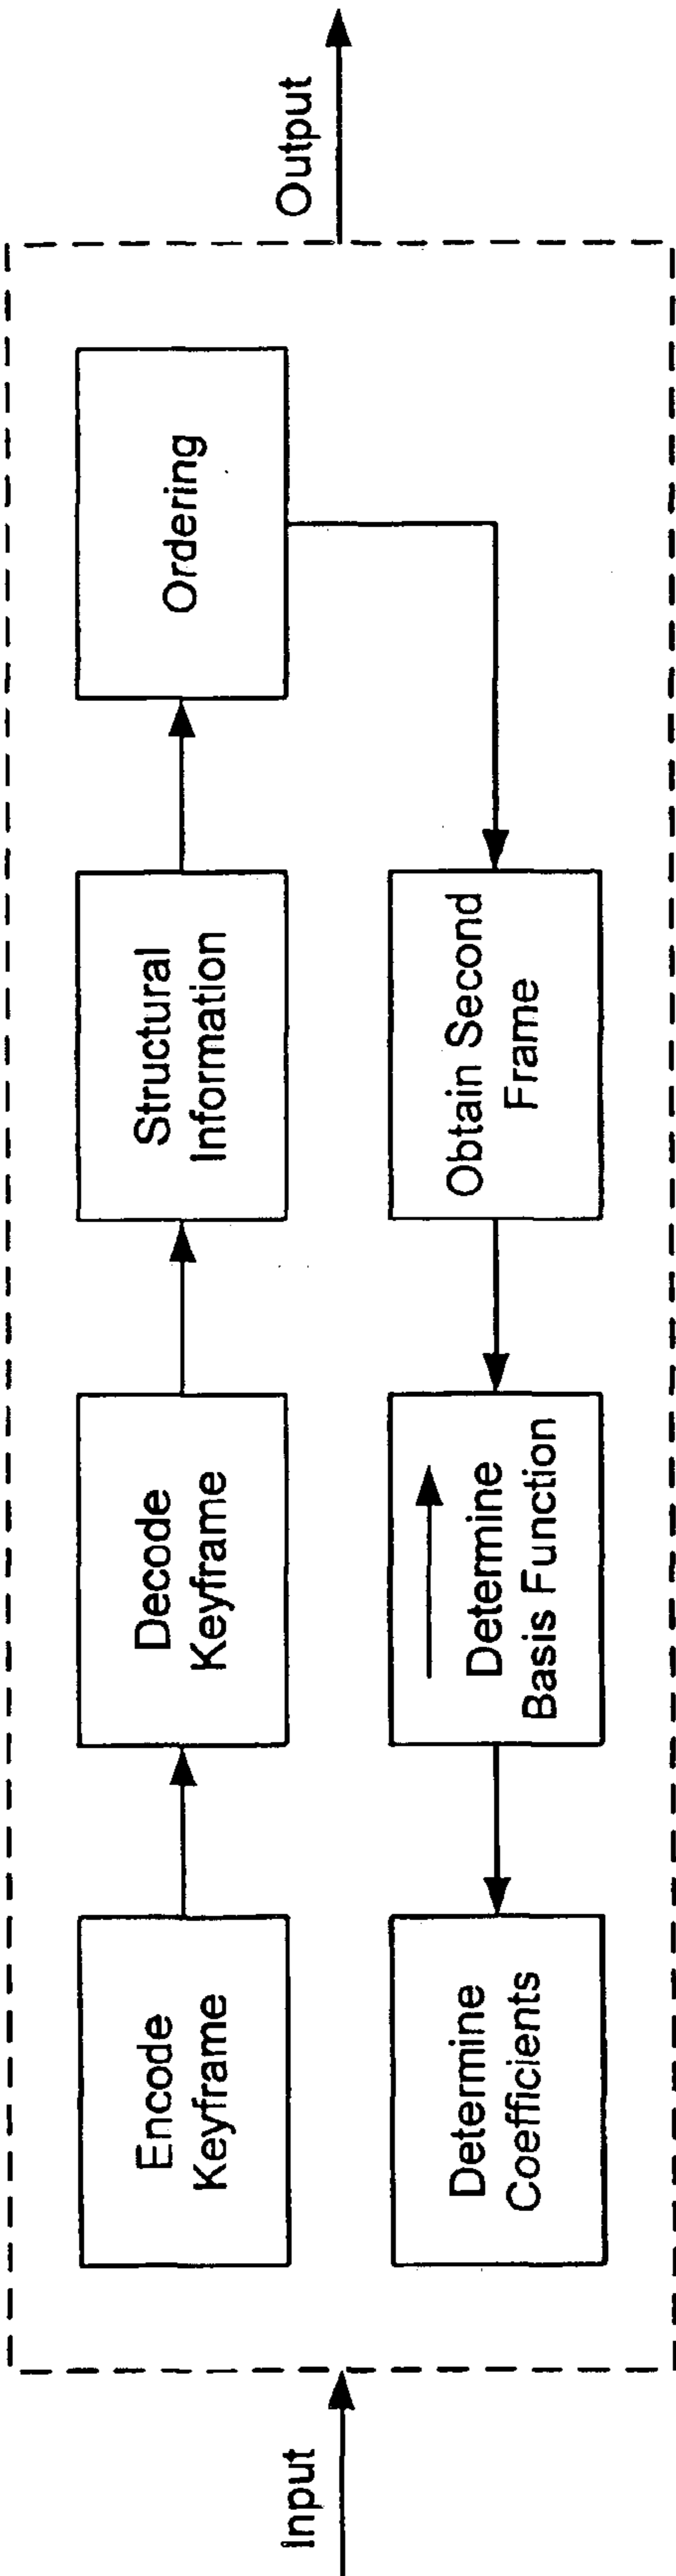 Input
Encode
Keyframe
Decode
Keyframe
Structural
Information
Ordering
Obtain Second
Frame
Determine
Basis Function
Determine
Coefficients
Output